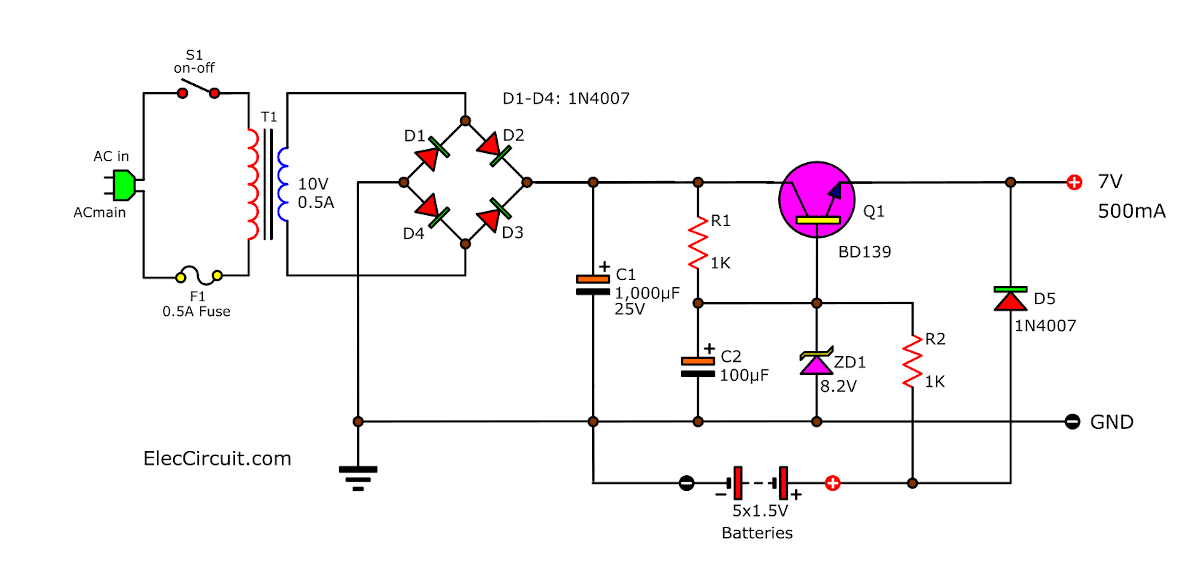 S1
on-off
D1-D4: 1N4007
T1
D1
D2
AC in
10V
0.5A
ACmain
7V
500mA
Q1
R1
D4
D3
BD139
1K
C1
1,000µF
25V
F1
0.5A Fuse
D5
1N4007
R2
C2
100µF
ZD1
8.2V
1K
GND
ElecCircuit.com
5x1.5V
Batteries